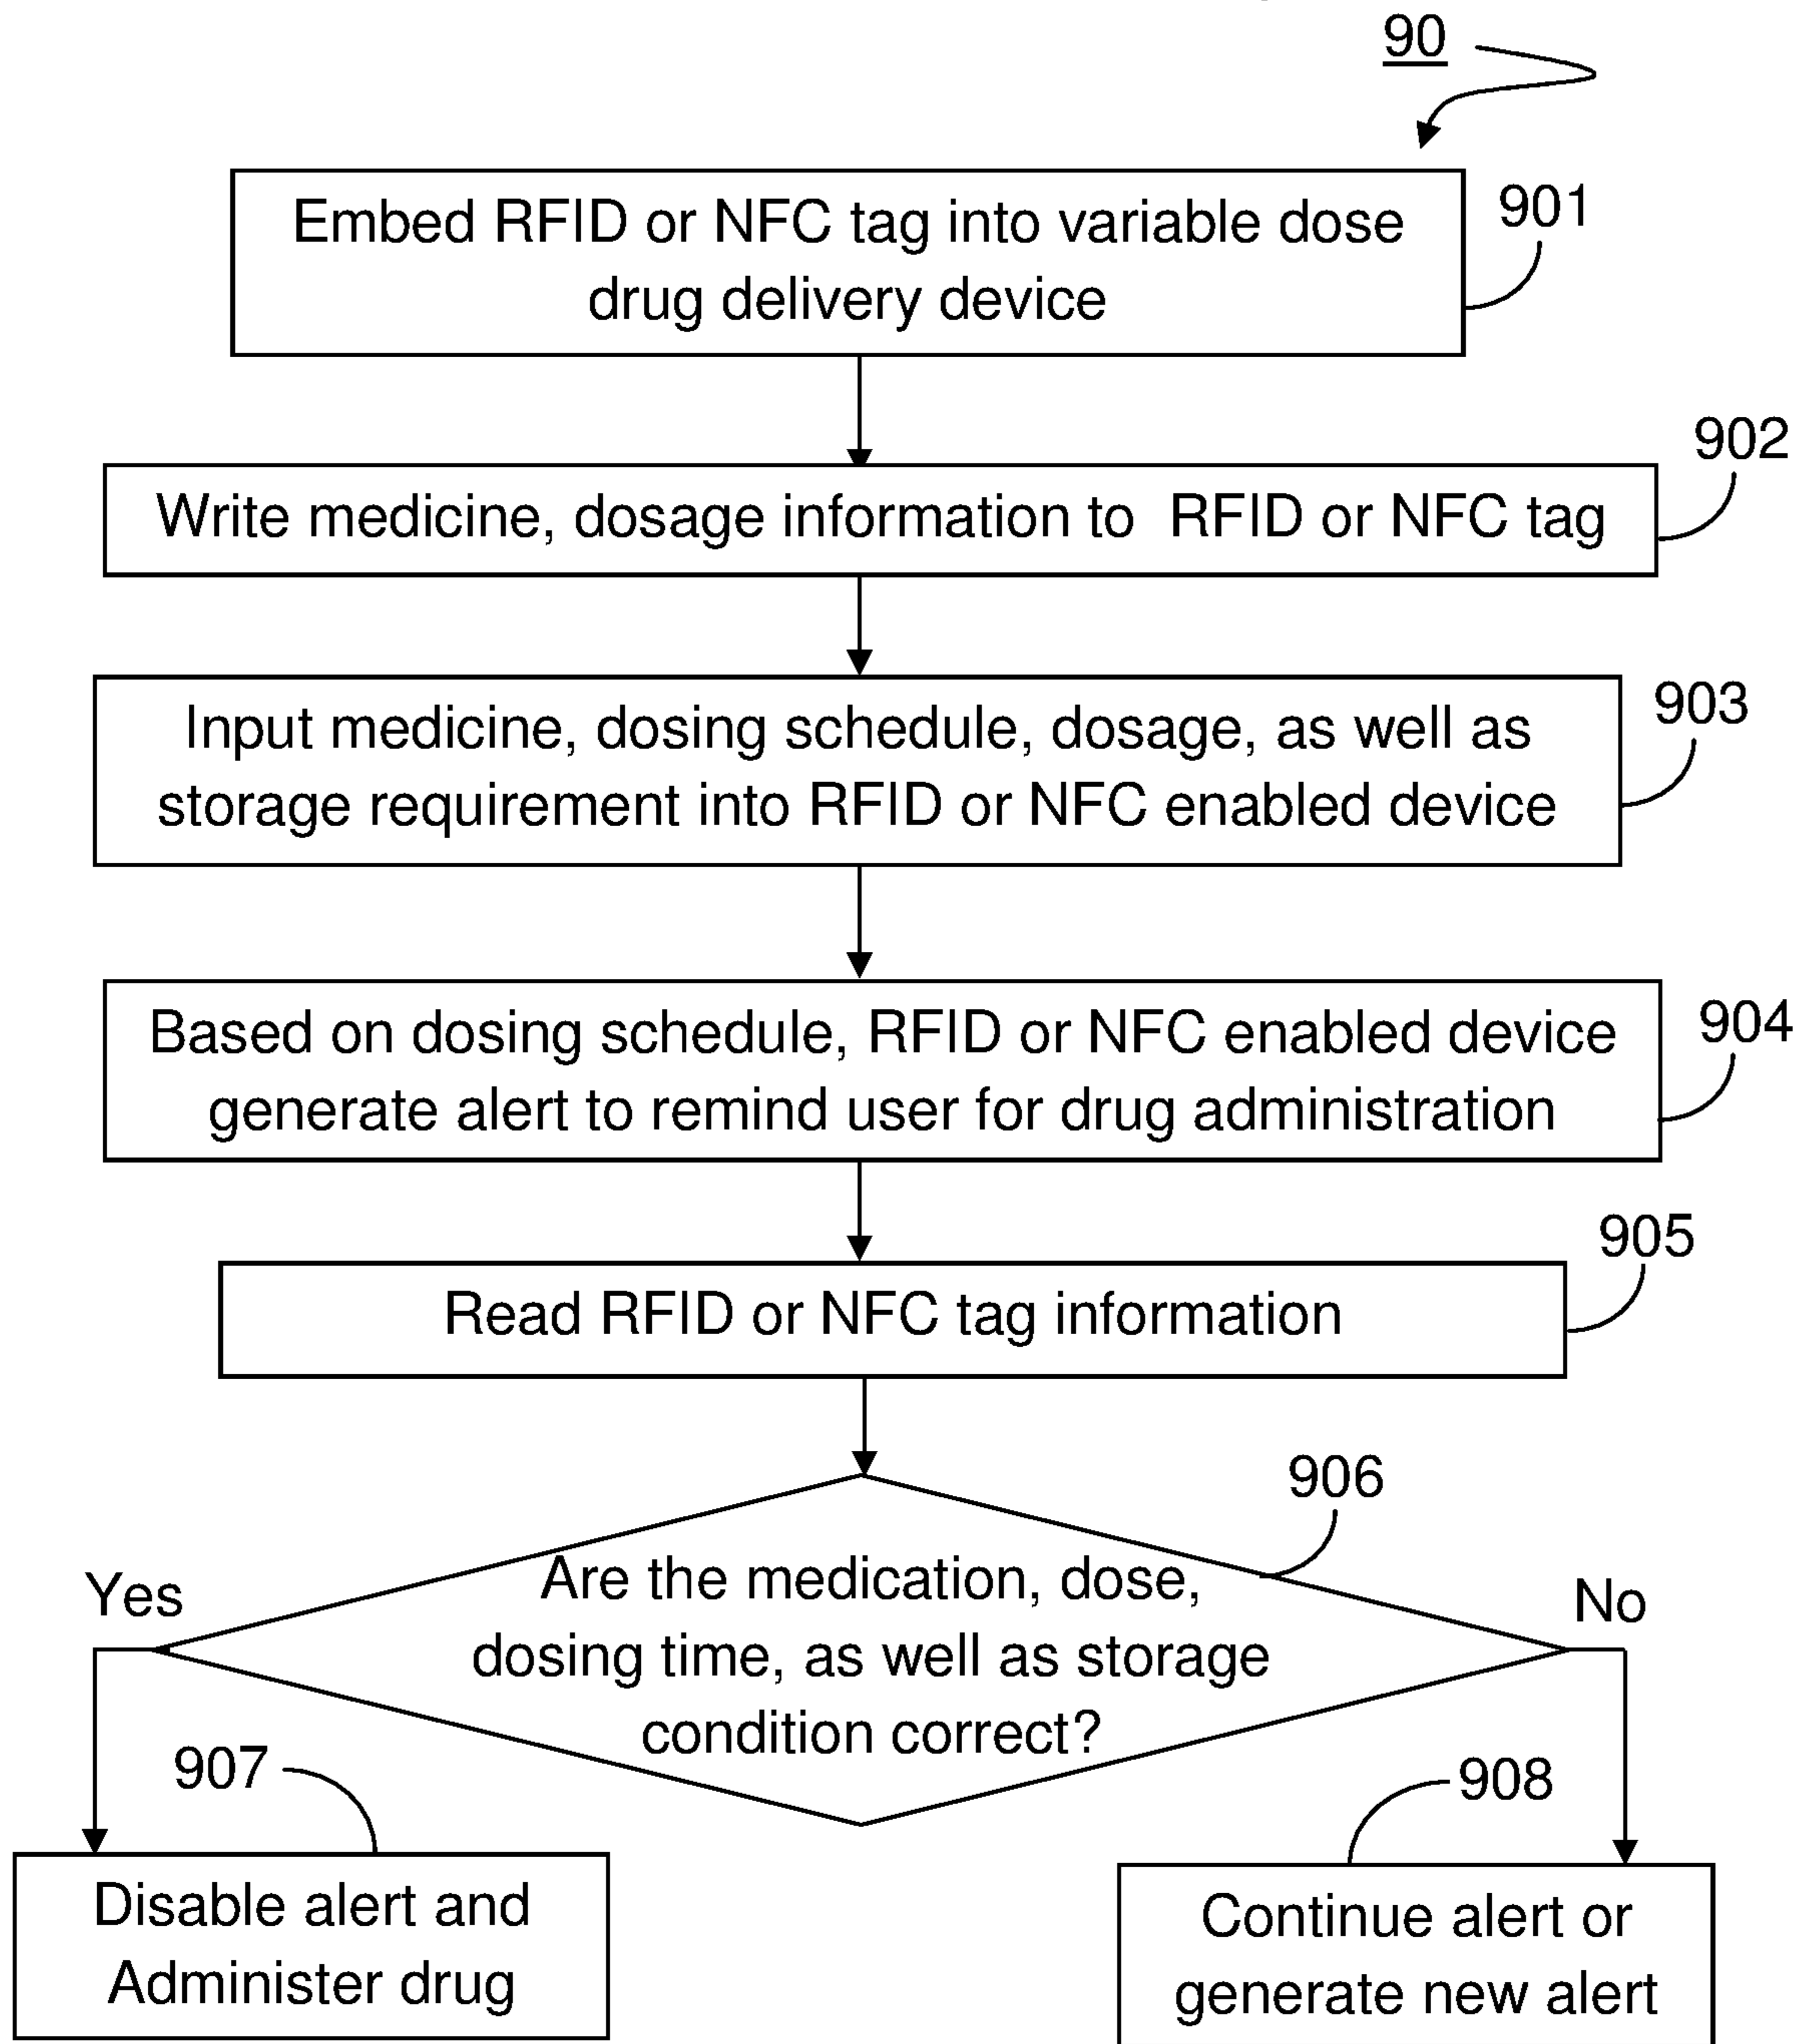 90
Embed RFID or NFC tag into variable dose
drug delivery device
901
Write medicine, dosage information to RFID or NFC tag
902
Input medicine, dosing schedule, dosage, as well as
storage requirement into RFID or NFC enabled device
903
Based on dosing schedule, RFID or NFC enabled device
generate alert to remind user for drug administration
904
Read RFID or NFC tag information
905
906
Are the medication, dose,
dosing time, as well as storage
condition correct?
Yes
No
907
Disable alert and
Administer drug
908
Continue alert or
generate new alert